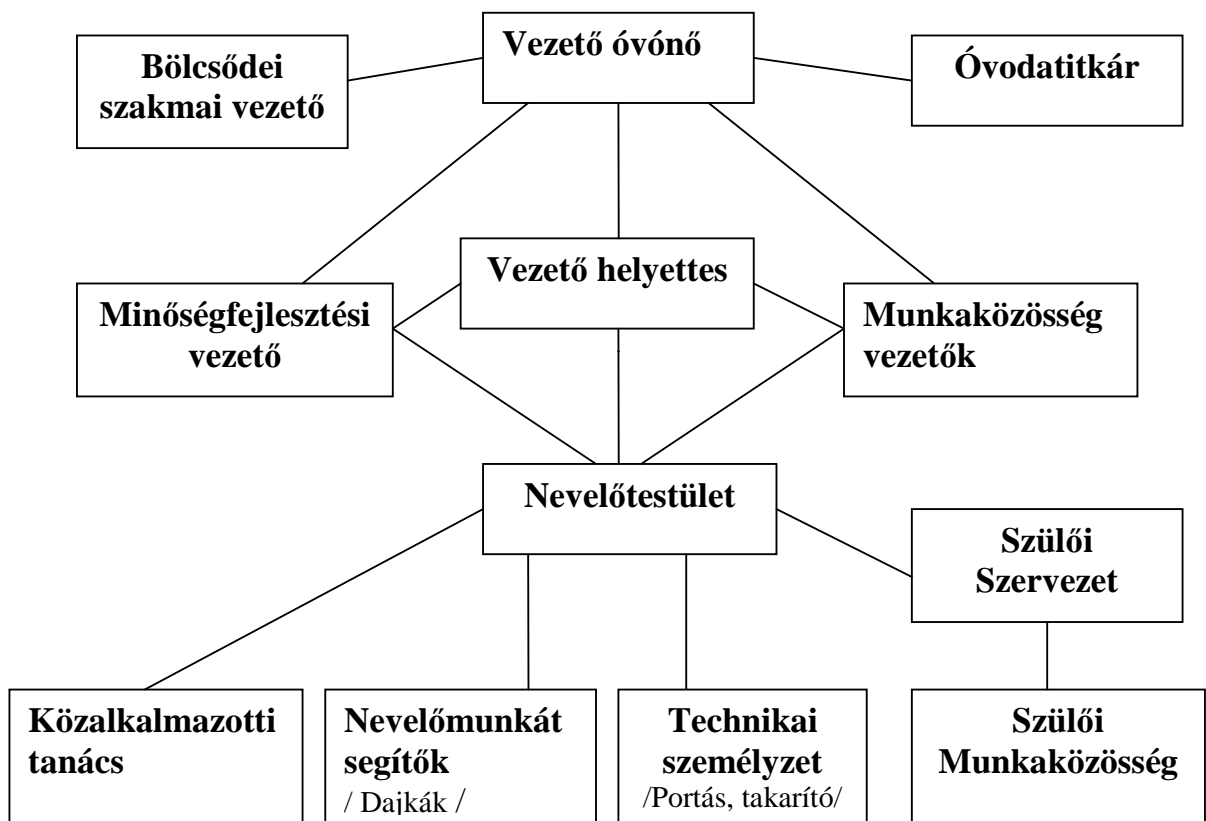 Vezető óvónő
Bölcsődei
szakmai vezető
Óvodatitkár
Vezető helyettes
Minőségfejlesztési
vezető
Munkaközösség
vezetők
Nevelőtestület
Szülői
Szervezet
Közalkalmazotti
tanács
Nevelőmunkát
segítők
/ Dajkák /
Technikai
személyzet
/Portás, takarító/
Szülői
Munkaközösség